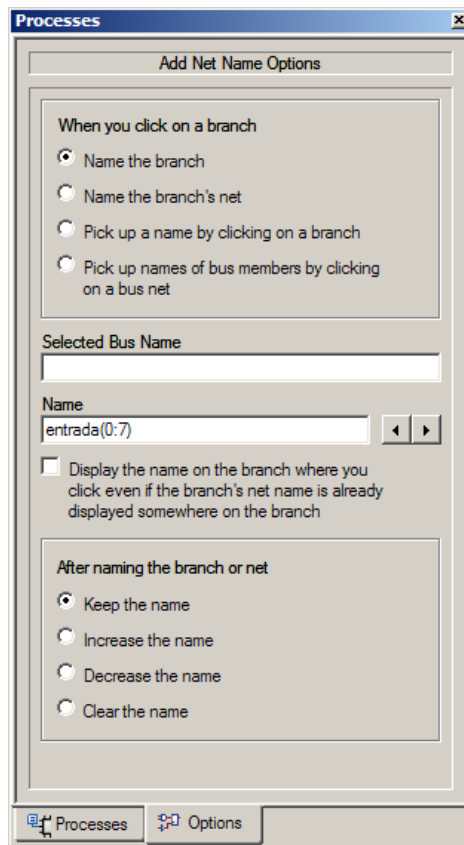 Processes
Add Net Name Options
When you click on a branch
Name the branch
Name the branch's net
Pick up a name by clicking on a branch
Pick up names of bus members by clicking
on a bus net
Selected Bus Name
Name
entrada(0:7)
Display the name on the branch where you
click even if the branch's net name is already
displayed somewhere on the branch
After naming the branch or net
Keep the name
Increase the name
Decrease the name
Clear the name
Processes
Options